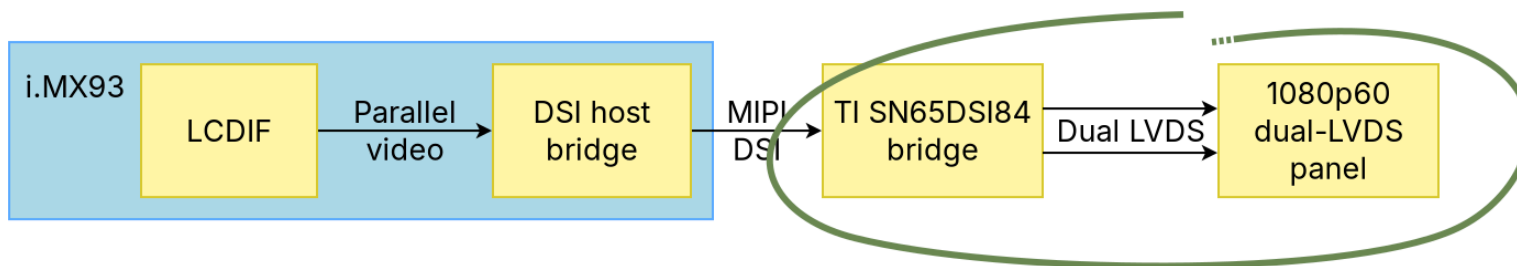 i.MX93
LCDIF
Parallel
video
DSI host
bridge
MIPI
DSI
TI SN65DSI84
bridge
Dual LVDS
1080p60
dual-LVDS
panel